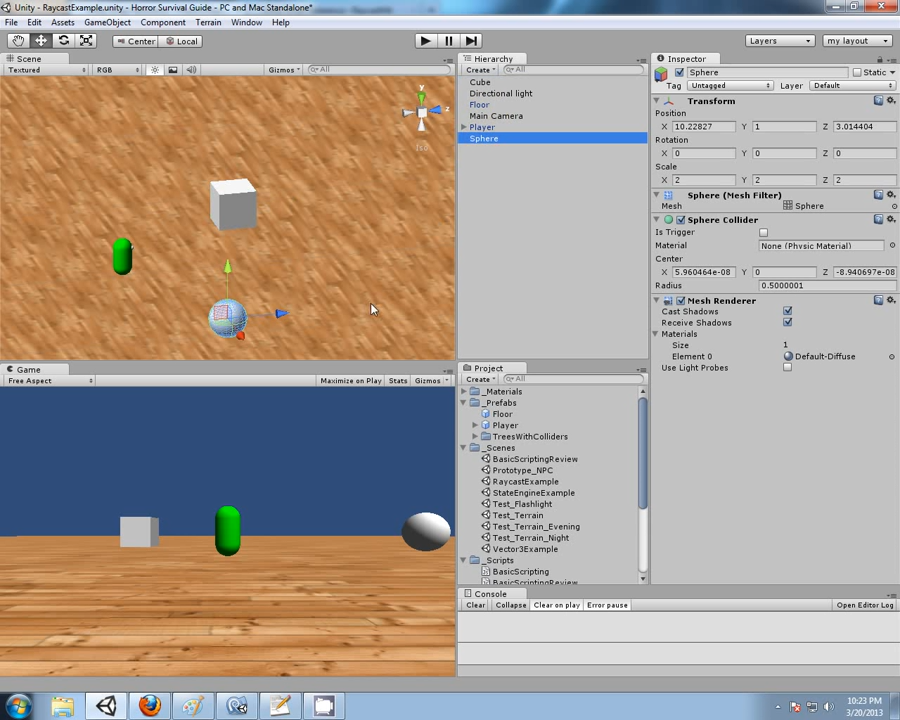 Unity - RaycastExample.unity - Horror Survival Guide - PC and Mac Standalone*
File Edit Assets GameObject Component Terrain Window Help
Center Local Layers my layout
Scene
Textured RGB Gizmos All
y
z
Iso
Hierarchy
Create All
Cube
Directional light
Floor
Main Camera
Player
Sphere
Inspector
Sphere Static
Tag Untagged Layer Default
Transform
Position
X 10.22827 Y 1 Z 3.014404
Rotation
X 0 Y 0 Z 0
Scale
X 2 Y 2 Z 2
Sphere (Mesh Filter)
Mesh Sphere
Sphere Collider
Is Trigger
Material None (Physic Material)
Center
X 5.960464e-08 Y 0 Z -8.940697e-08
Radius 0.5000001
Mesh Renderer
Cast Shadows
Receive Shadows
Materials
Size 1
Element 0 Default-Diffuse
Use Light Probes
Game
Free Aspect Maximize on Play Stats Gizmos
Project
Create All
_Materials
_Prefabs
Floor
Player
TreesWithColliders
_Scenes
BasicScriptingReview
Prototype_NPC
RaycastExample
StateEngineExample
Test_Flashlight
Test_Terrain
Test_Terrain_Evening
Test_Terrain_Night
Vector3Example
_Scripts
BasicScripting
BasicScriptingReview
Console
Clear Collapse Clear on play Error pause Open Editor Log
10:23 PM
3/20/2013